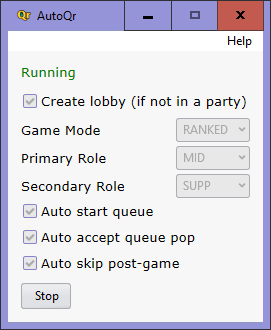 Qr AutoQr
Help
Running
Create lobby (if not in a party)
Game Mode RANKED
Primary Role MID
Secondary Role SUPP
Auto start queue
Auto accept queue pop
Auto skip post-game
Stop